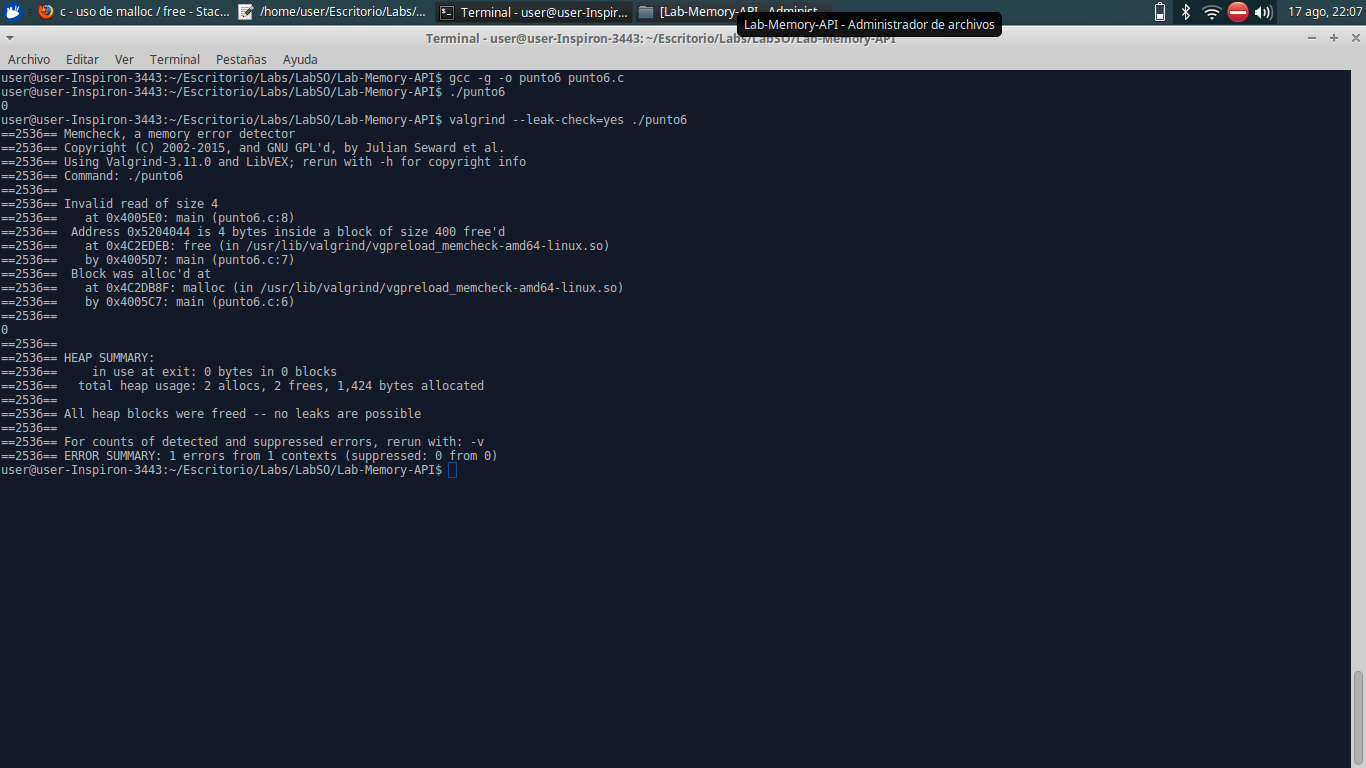 c - uso de malloc / free - Stac...
/home/user/Escritorio/Labs/...
Terminal - user@user-Inspir...
[Lab-Memory-API - Administ...
17 ago, 22:07
Lab-Memory-API - Administrador de archivos
Terminal - user@user-Inspiron-3443: ~/Escritorio/Labs/LabSO/Lab-Memory-API
Archivo Editar Ver Terminal Pestañas Ayuda
user@user-Inspiron-3443:~/Escritorio/Labs/LabSO/Lab-Memory-API$ gcc -g -o punto6 punto6.c
user@user-Inspiron-3443:~/Escritorio/Labs/LabSO/Lab-Memory-API$ ./punto6
0
user@user-Inspiron-3443:~/Escritorio/Labs/LabSO/Lab-Memory-API$ valgrind --leak-check=yes ./punto6
==2536== Memcheck, a memory error detector
==2536== Copyright (C) 2002-2015, and GNU GPL'd, by Julian Seward et al.
==2536== Using Valgrind-3.11.0 and LibVEX; rerun with -h for copyright info
==2536== Command: ./punto6
==2536==
==2536== Invalid read of size 4
==2536==    at 0x4005E0: main (punto6.c:8)
==2536==  Address 0x5204044 is 4 bytes inside a block of size 400 free'd
==2536==    at 0x4C2EDEB: free (in /usr/lib/valgrind/vgpreload_memcheck-amd64-linux.so)
==2536==    by 0x4005D7: main (punto6.c:7)
==2536==  Block was alloc'd at
==2536==    at 0x4C2DB8F: malloc (in /usr/lib/valgrind/vgpreload_memcheck-amd64-linux.so)
==2536==    by 0x4005C7: main (punto6.c:6)
==2536==
0
==2536==
==2536== HEAP SUMMARY:
==2536==     in use at exit: 0 bytes in 0 blocks
==2536==   total heap usage: 2 allocs, 2 frees, 1,424 bytes allocated
==2536==
==2536== All heap blocks were freed -- no leaks are possible
==2536==
==2536== For counts of detected and suppressed errors, rerun with: -v
==2536== ERROR SUMMARY: 1 errors from 1 contexts (suppressed: 0 from 0)
user@user-Inspiron-3443:~/Escritorio/Labs/LabSO/Lab-Memory-API$